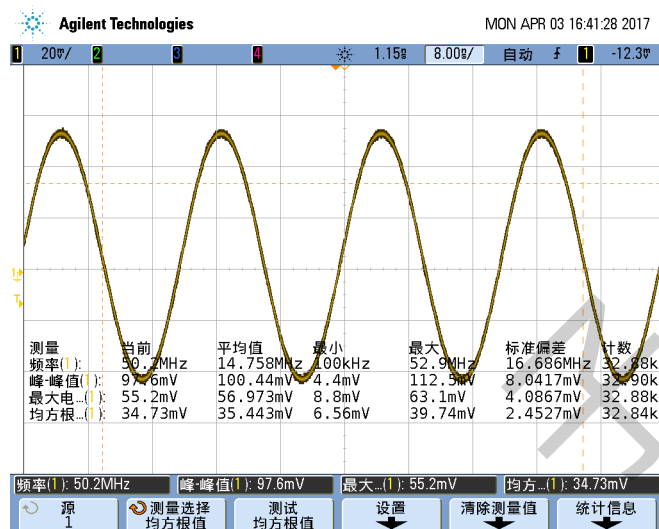 Agilent Technologies MON APR 03 16:41:28 2017
1 20㎷/ 2 3 4 1.15s 8.00s/ 自动 1 -12.3
1
T
测量 当前 平均值 最小 最大 标准偏差 计数
频率(1): 50.2MHz 14.758MHz 100kHz 52.9MHz 16.686MHz 32.88k
峰-峰值(1): 97.6mV 100.44mV 4.4mV 112.5mV 8.0417mV 32.90k
最大电…(1): 55.2mV 56.973mV 8.8mV 63.1mV 4.0867mV 32.88k
均方根…(1): 34.73mV 35.443mV 6.56mV 39.74mV 2.4527mV 32.84k
频率(1): 50.2MHz 峰-峰值(1): 97.6mV 最大…(1): 55.2mV 均方…(1): 34.73mV
源 测量选择 测试 设置 清除测量值 统计信息
1 均方根值 均方根值